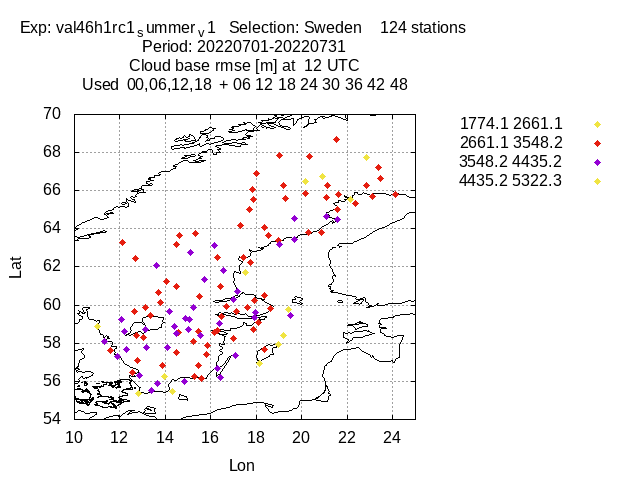 Exp: val46h1rc1summerv1 Selection: Sweden 124 stations
Period: 20220701-20220731
Cloud base rmse [m] at 12 UTC
Used 00,06,12,18 + 06 12 18 24 30 36 42 48
1774.1 2661.1
2661.1 3548.2
3548.2 4435.2
4435.2 5322.3
70
68
66
64
62
60
58
56
54
Lat
10 12 14 16 18 20 22 24
Lon